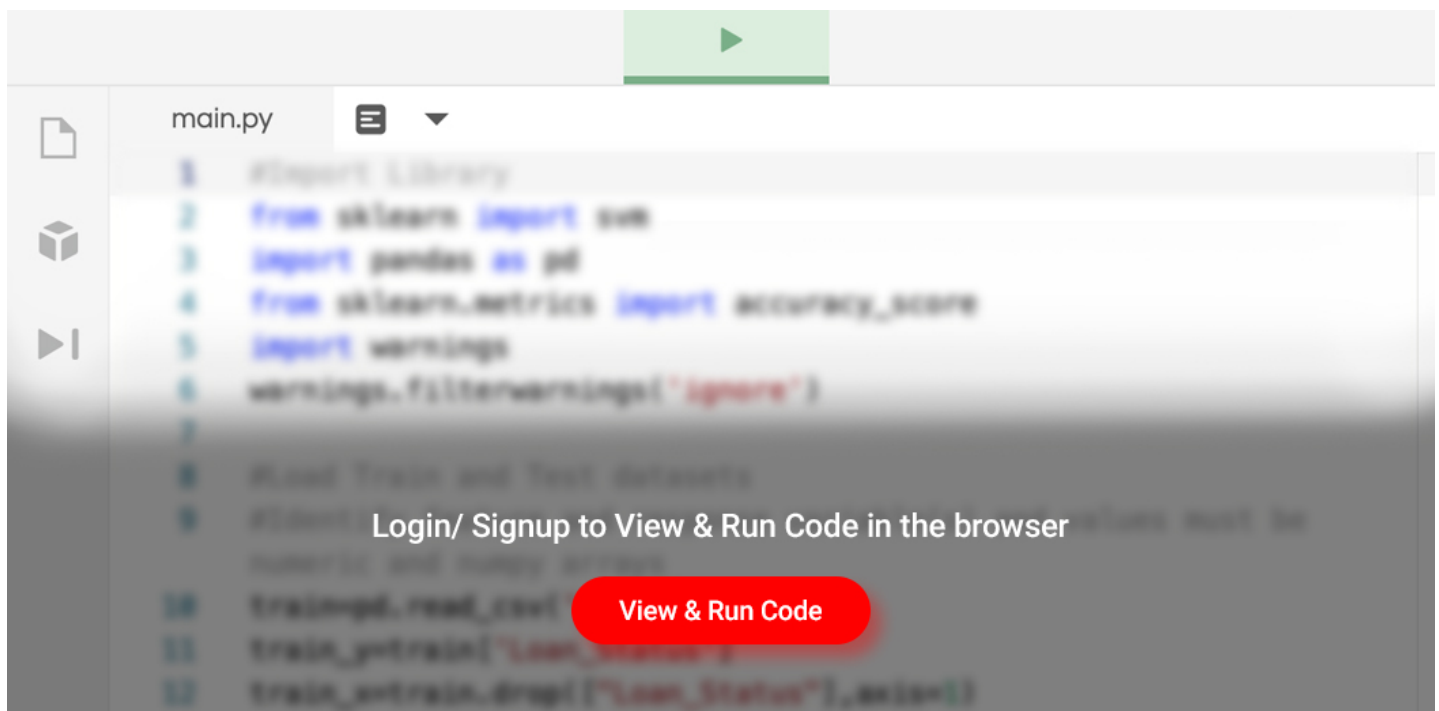 main.py
1 #Import Library
2 from sklearn import svm
3 import pandas as pd
4 from sklearn.metrics import accuracy_score
5 import warnings
6 warnings.filterwarnings('ignore')
7
8 #Load Train and Test datasets
9 values must be
Login/ Signup to View & Run Code in the browser
numeric and numpy arrays
10 train=pd.read_csv('
View & Run Code
11 train_y=train["Loan_Status"]
12 train_x=train.drop(["Loan_Status"],axis=1)